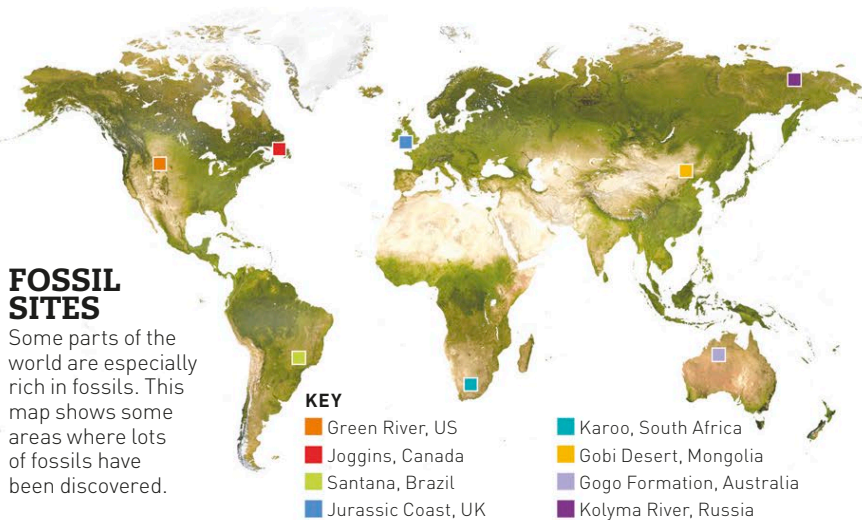 FOSSIL
SITES
Some parts of the
world are especially
rich in fossils. This
map shows some
areas where lots
of fossils have
been discovered.
KEY
Green River, US
Joggins, Canada
Santana, Brazil
Jurassic Coast, UK
Karoo, South Africa
Gobi Desert, Mongolia
Gogo Formation, Australia
Kolyma River, Russia